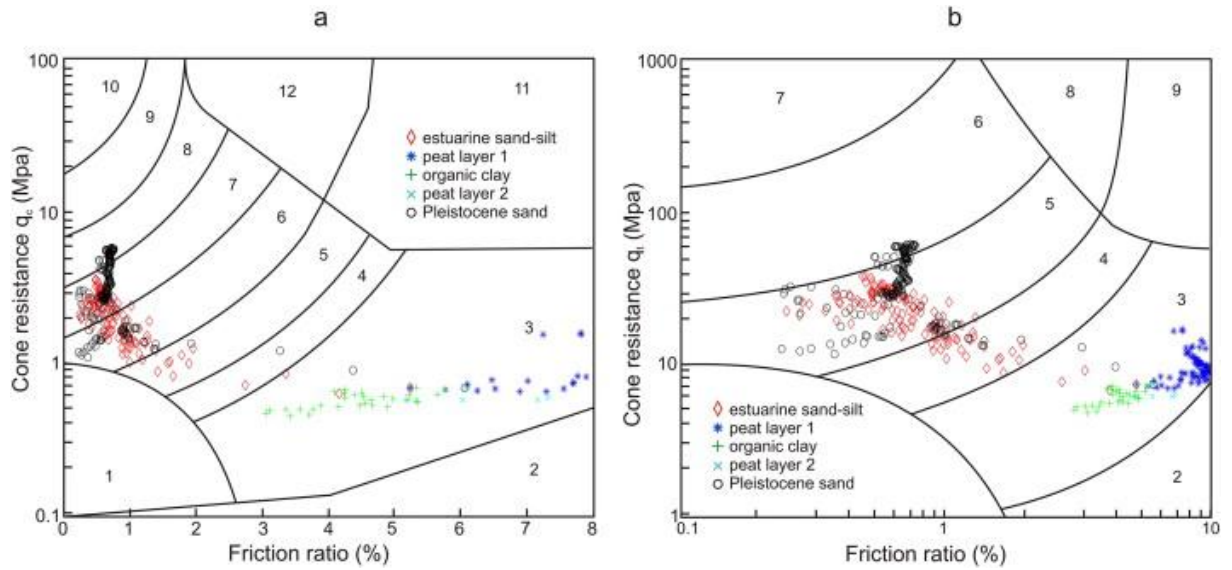 a
100
10
1
0.1
Cone resistance qc (Mpa)
10
9
8
12
11
7
6
5
4
3
1
2
estuarine sand-silt
peat layer 1
organic clay
peat layer 2
Pleistocene sand
0 1 2 3 4 5 6 7 8
Friction ratio (%)
b
1000
100
10
1
Cone resistance qt (Mpa)
7
8
9
6
5
4
3
2
estuarine sand-silt
peat layer 1
organic clay
peat layer 2
Pleistocene sand
0.1 1 10
Friction ratio (%)